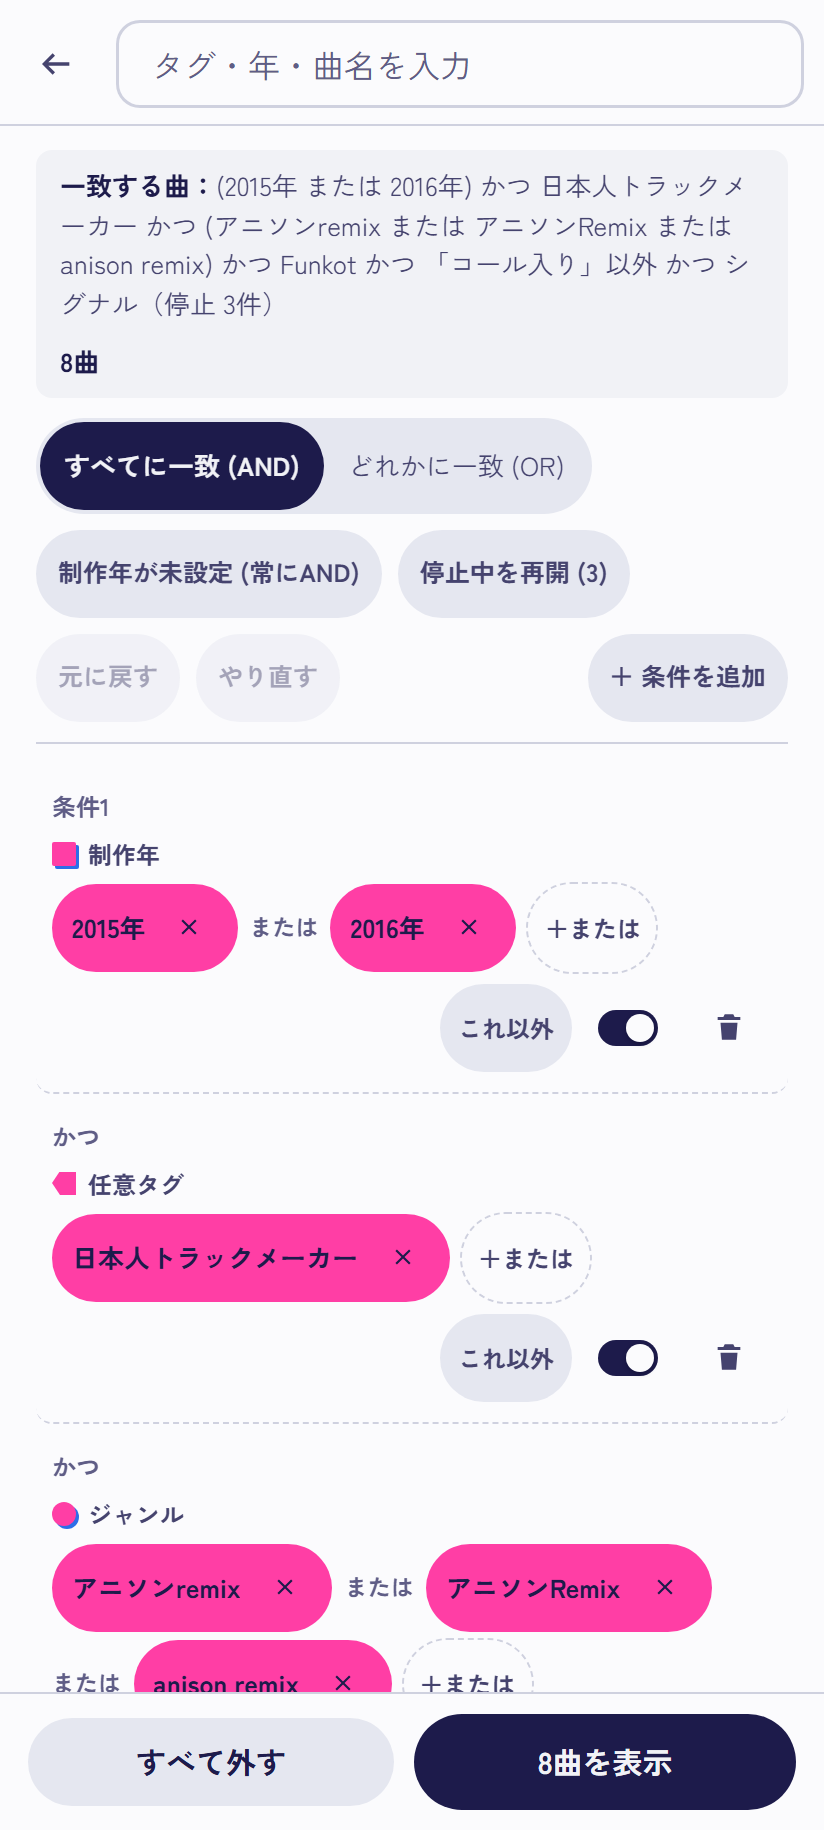 タグ・年・曲名を入力
一致する曲：(2015年 または 2016年) かつ 日本人トラックメ
ーカー かつ (アニソンremix または アニソンRemix または
anison remix) かつ Funkot かつ 「コール入り」以外 かつ シ
グナル（停止 3件）
8曲
すべてに一致 (AND) どれかに一致 (OR)
制作年が未設定 (常にAND) 停止中を再開 (3)
元に戻す やり直す ＋ 条件を追加
条件1
制作年
2015年 × または 2016年 × ＋または
これ以外
かつ
任意タグ
日本人トラックメーカー × ＋または
これ以外
かつ
ジャンル
アニソンremix × または アニソンRemix ×
または anison remix × ＋または
すべて外す 8曲を表示